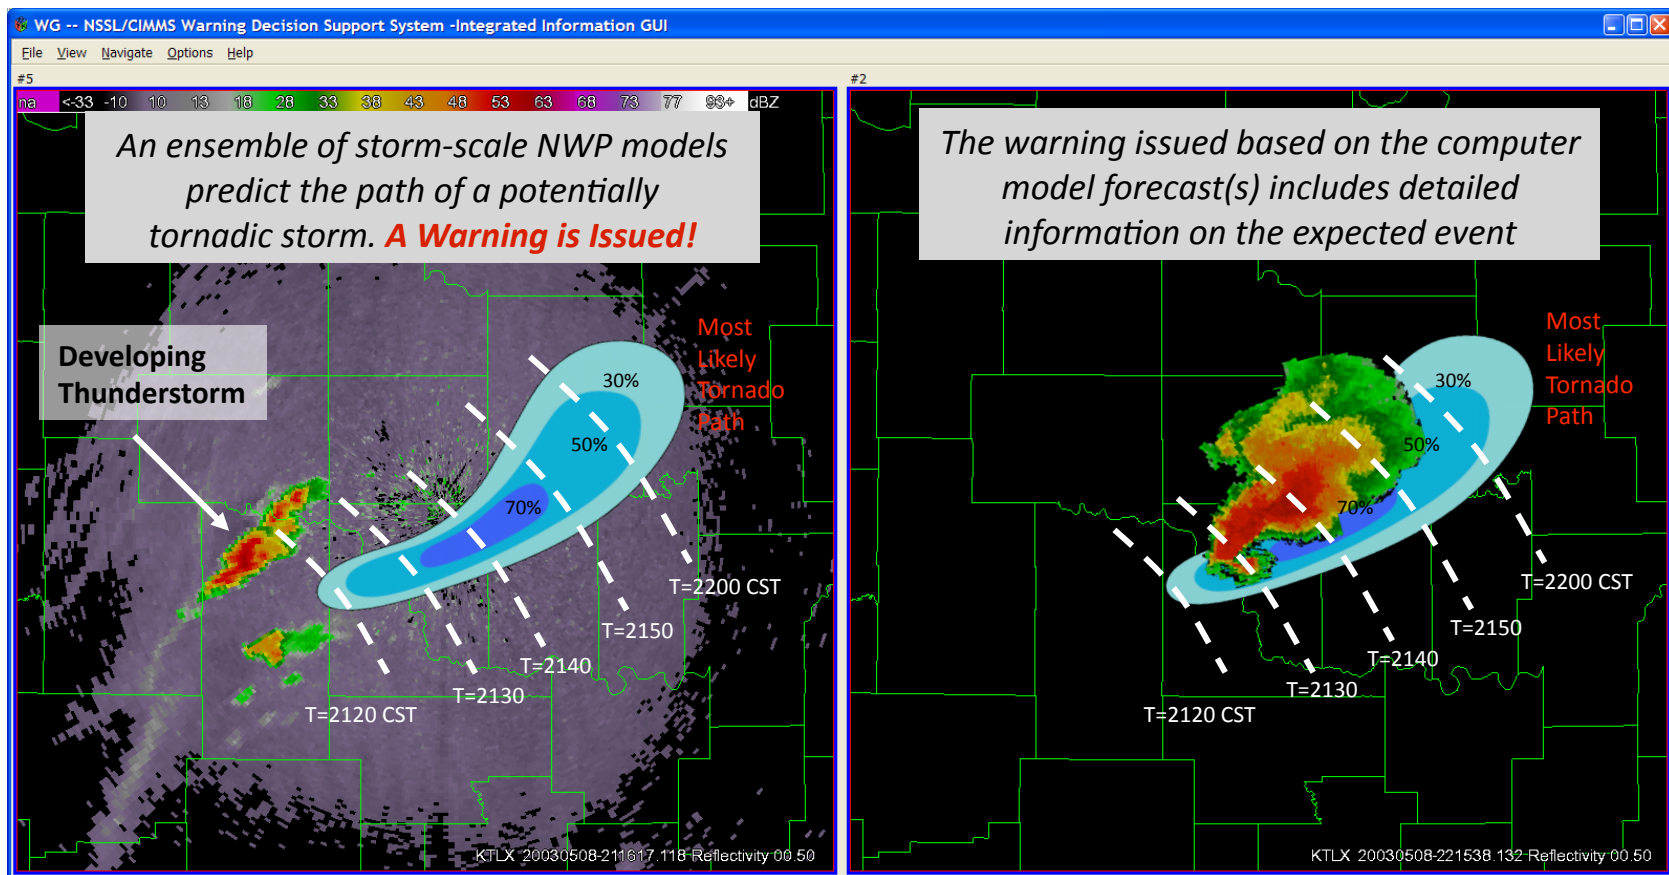 WG -- NSSL/CIMMS Warning Decision Support System -Integrated Information GUI
File View Navigate Options Help
#5
na <-33 -10 10 13 18 28 33 38 43 48 53 63 68 73 77 93+ dBZ
An ensemble of storm-scale NWP models
predict the path of a potentially
tornadic storm. A Warning is Issued!
Developing
Thunderstorm
Most
Likely
Tornado
Path
30%
50%
70%
T=2200 CST
T=2150
T=2140
T=2130
T=2120 CST
KTLX 20030508-211617.118 Reflectivity 00.50
#2
The warning issued based on the computer
model forecast(s) includes detailed
information on the expected event
Most
Likely
Tornado
Path
30%
50%
70%
T=2200 CST
T=2150
T=2140
T=2130
T=2120 CST
KTLX 20030508-221538.132 Reflectivity 00.50